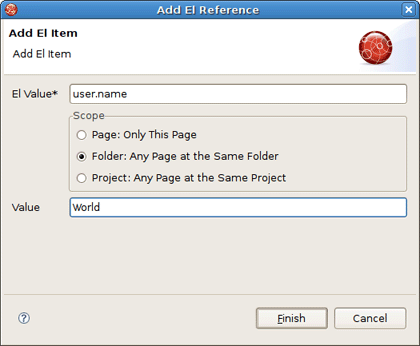 Add El Reference
Add El Item
Add El Item
El Value* user.name
Scope
Page: Only This Page
Folder: Any Page at the Same Folder
Project: Any Page at the Same Project
Value World
Finish Cancel